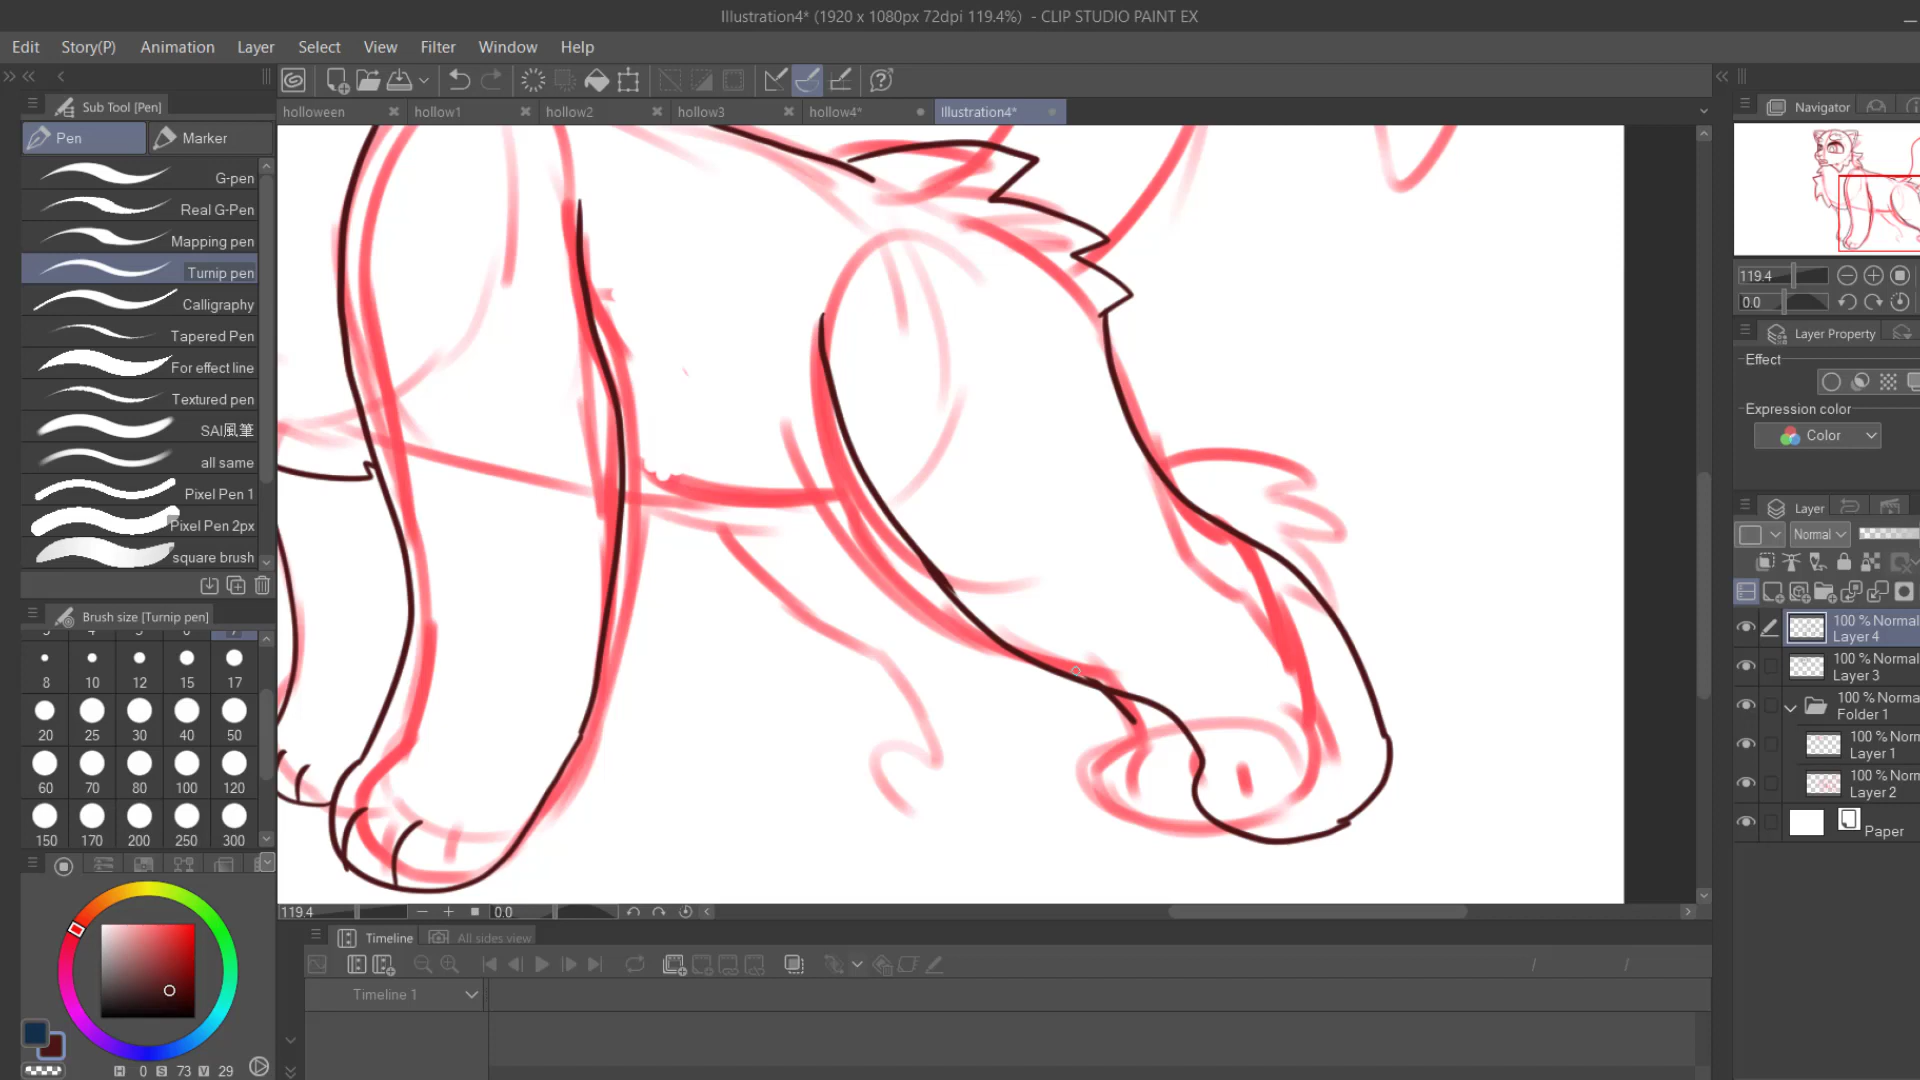 Illustration4* (1920 x 1080px 72dpi 119.4%) - CLIP STUDIO PAINT EX
Edit Story(P) Animation Layer Select View Filter Window Help
Sub Tool [Pen]
Pen Marker
G-pen
Real G-Pen
Mapping pen
Turnip pen
Calligraphy
Tapered Pen
For effect line
Textured pen
SAI風筆
all same
Pixel Pen 1
Pixel Pen 2px
square brush
Brush size [Turnip pen]
8 10 12 15 17
20 25 30 40 50
60 70 80 100 120
150 170 200 250 300
H 0 S 73 V 29
holloween hollow1 hollow2 hollow3 hollow4* Illustration4*
119.4 0.0
Timeline All sides view
Timeline 1
Navigator
119.4
0.0
Layer Property
Effect
Expression color
Color
Layer
Normal
100 % Normal
Layer 4
100 % Normal
Layer 3
100 % Norma
Folder 1
100 % Norm
Layer 1
100 % Norm
Layer 2
Paper